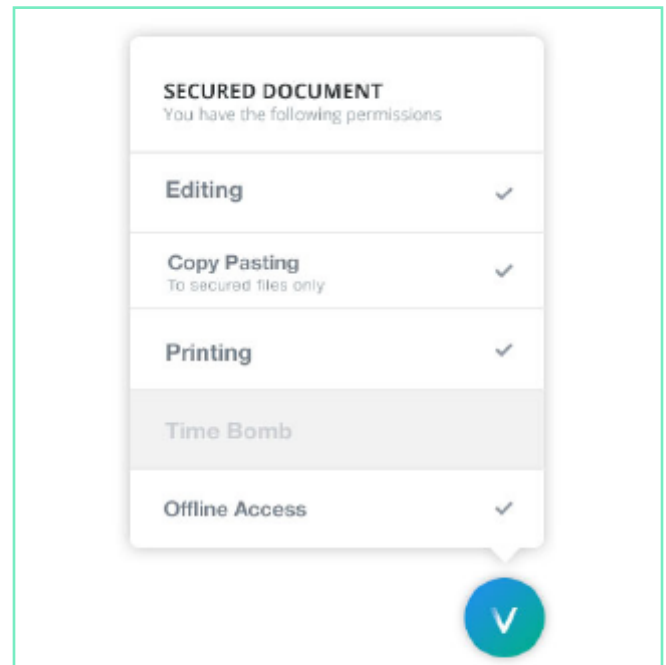 SECURED DOCUMENT
You have the following permissions
Editing
Copy Pasting
To secured files only
Printing
Time Bomb
Offline Access
V